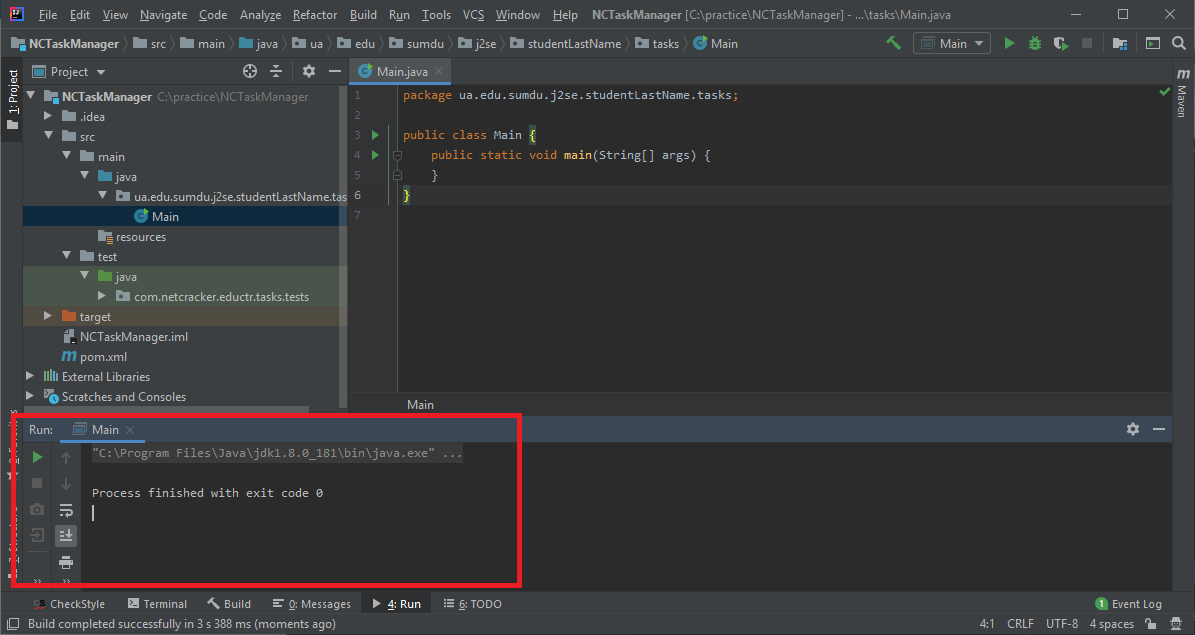 File Edit View Navigate Code Analyze Refactor Build Run Tools VCS Window Help NCTaskManager [C:\practice\NCTaskManager] - ...\tasks\Main.java
NCTaskManager src main java ua edu sumdu j2se studentLastName tasks Main Main
1: Project
Project
Main.java
Maven
NCTaskManager C:\practice\NCTaskManager
.idea
src
main
java
ua.edu.sumdu.j2se.studentLastName.tas
Main
resources
test
java
com.netcracker.eductr.tasks.tests
target
NCTaskManager.iml
pom.xml
External Libraries
Scratches and Consoles
1 package ua.edu.sumdu.j2se.studentLastName.tasks;
2
3 public class Main {
4 public static void main(String[] args) {
5 }
6 }
7
Main
Run: Main
"C:\Program Files\Java\jdk1.8.0_181\bin\java.exe" ...
Process finished with exit code 0
CheckStyle Terminal Build 0: Messages 4: Run 6: TODO 1 Event Log
Build completed successfully in 3 s 388 ms (moments ago) 4:1 CRLF UTF-8 4 spaces